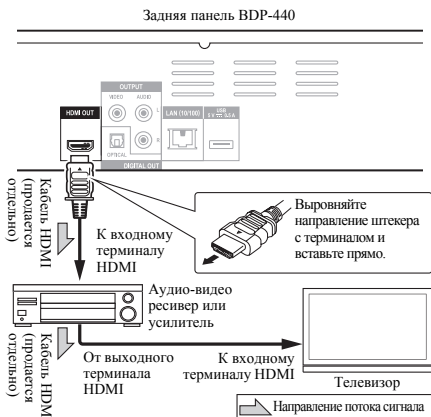 Задняя панель BDP-440
OUTPUT
VIDEO
AUDIO
L
R
HDMI OUT
LAN (10/100)
USB
OPTICAL
DIGITAL OUT
Кабель HDMI
(продается
отдельно)
К входному
терминалу
HDMI
Выровняйте
направление штекера
с терминалом и
вставьте прямо.
Аудио-видео
ресивер или
усилитель
Кабель HDM
(продается
отдельно)
От выходного
терминала
HDMI
К входному
терминалу HDMI
Телевизор
Направление потока сигнала